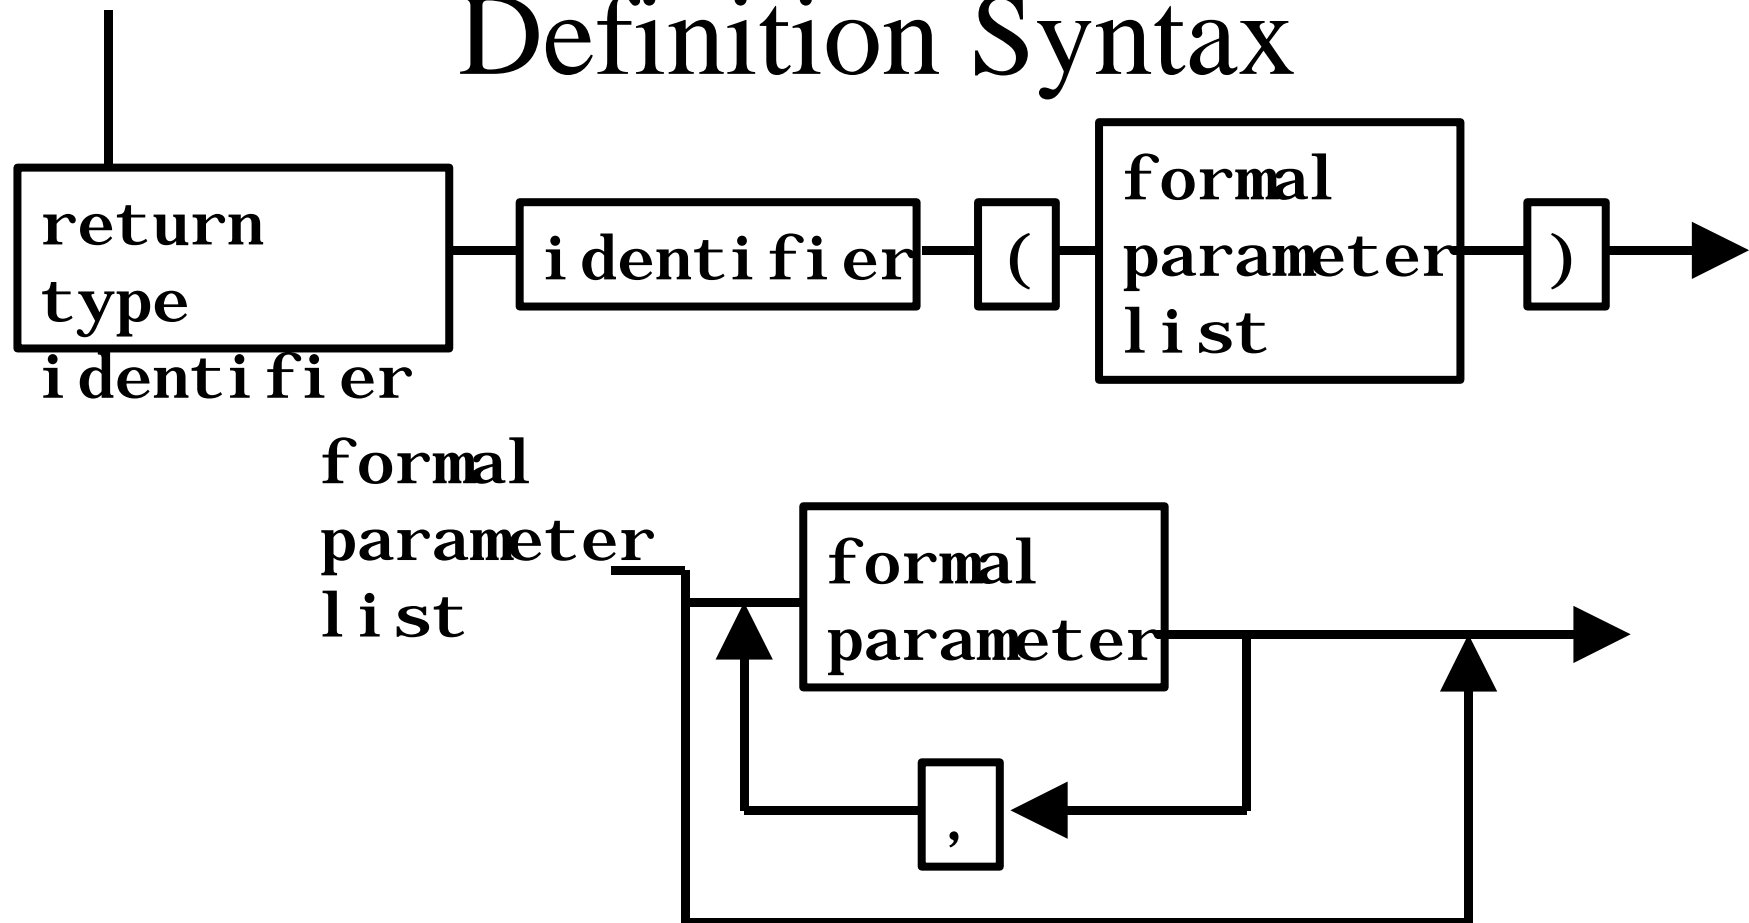 Definition Syntax
return
type
identifier
identifier
(
formal
parameter
list
)
formal
parameter
list
formal
parameter
,